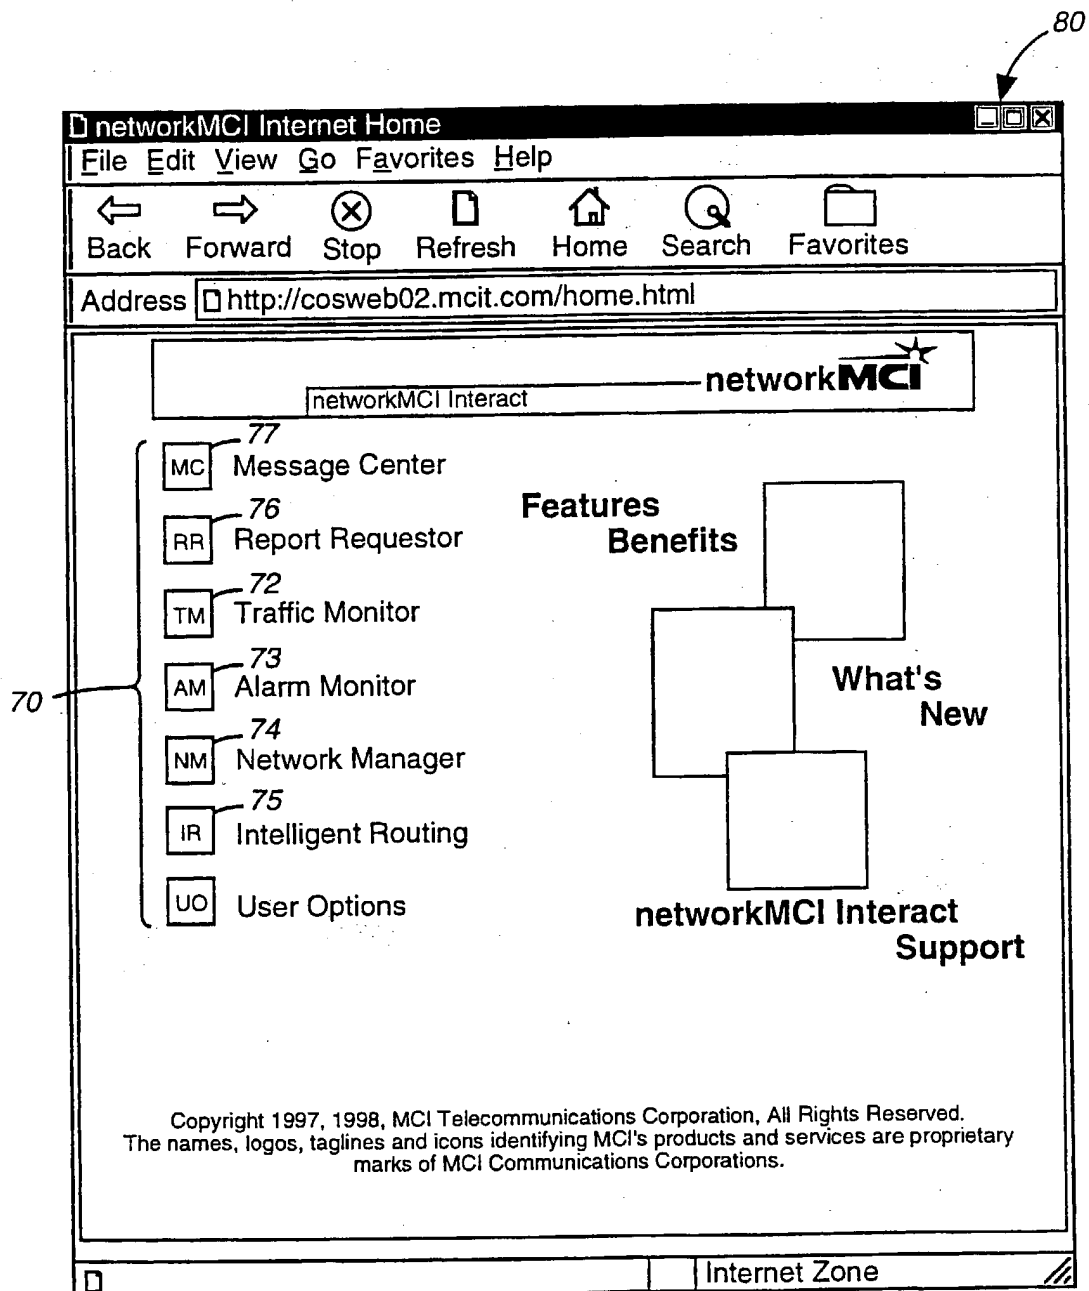 80
networkMCI Internet Home
File Edit View Go Favorites Help
Back Forward Stop Refresh Home Search Favorites
Address http://cosweb02.mcit.com/home.html
networkMCI
networkMCI Interact
77
MC Message Center
76
RR Report Requestor
72
TM Traffic Monitor
73
AM Alarm Monitor
70
74
NM Network Manager
75
IR Intelligent Routing
UO User Options
Features
Benefits
What's
New
networkMCI Interact
Support
Copyright 1997, 1998, MCI Telecommunications Corporation, All Rights Reserved.
The names, logos, taglines and icons identifying MCI's products and services are proprietary
marks of MCI Communications Corporations.
Internet Zone